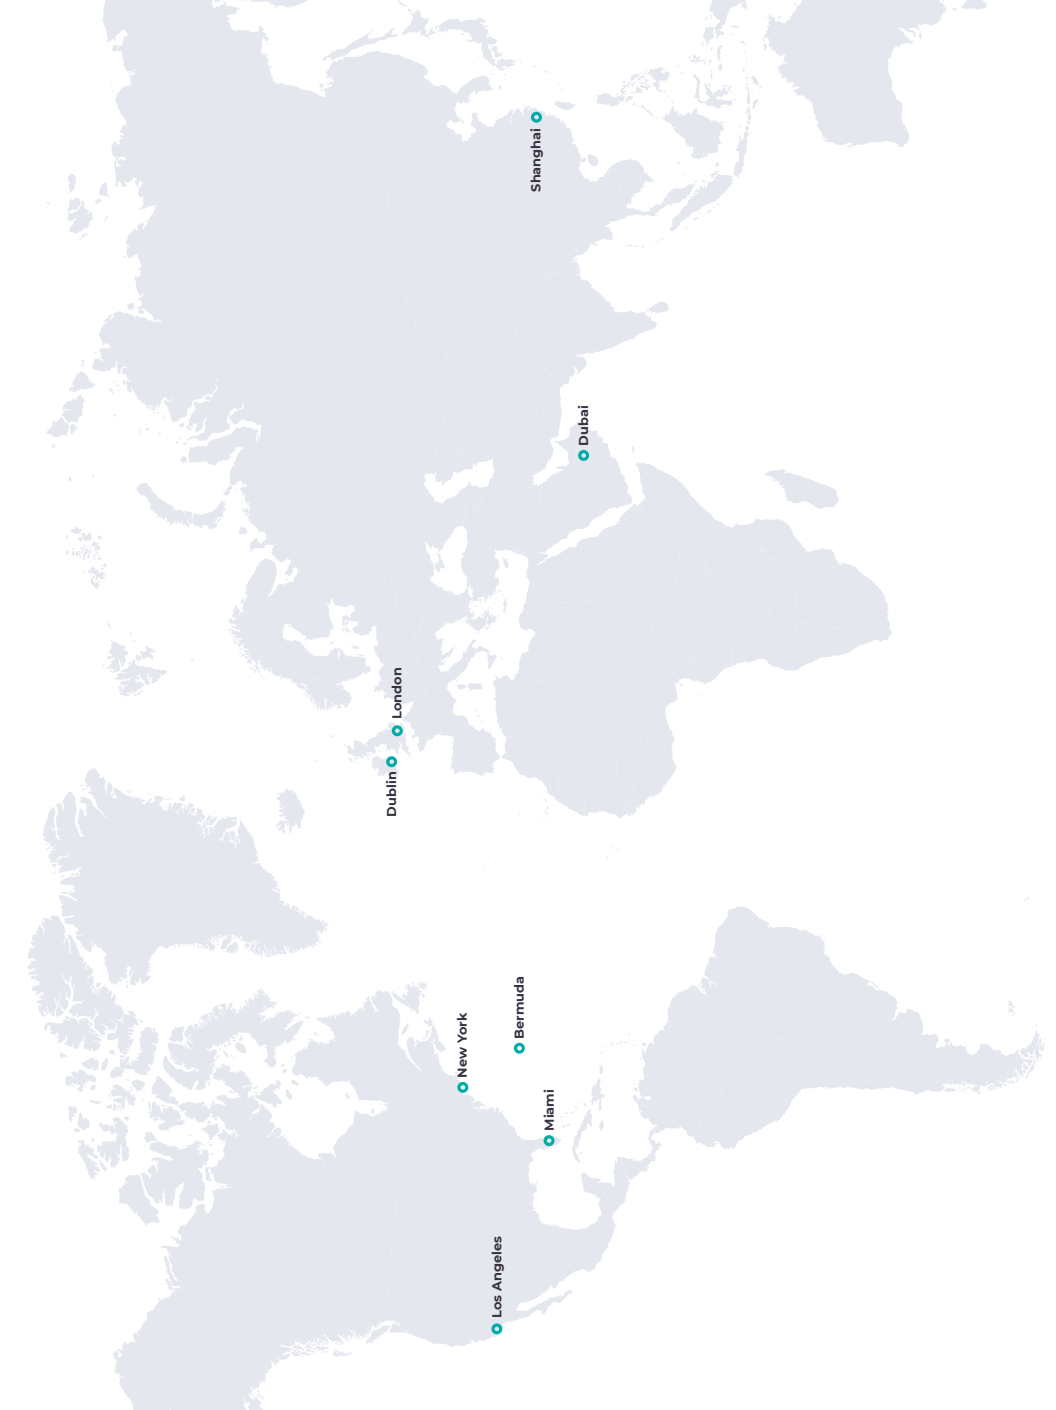 Los Angeles
New York
Miami
Bermuda
Dublin
London
Dubai
Shanghai